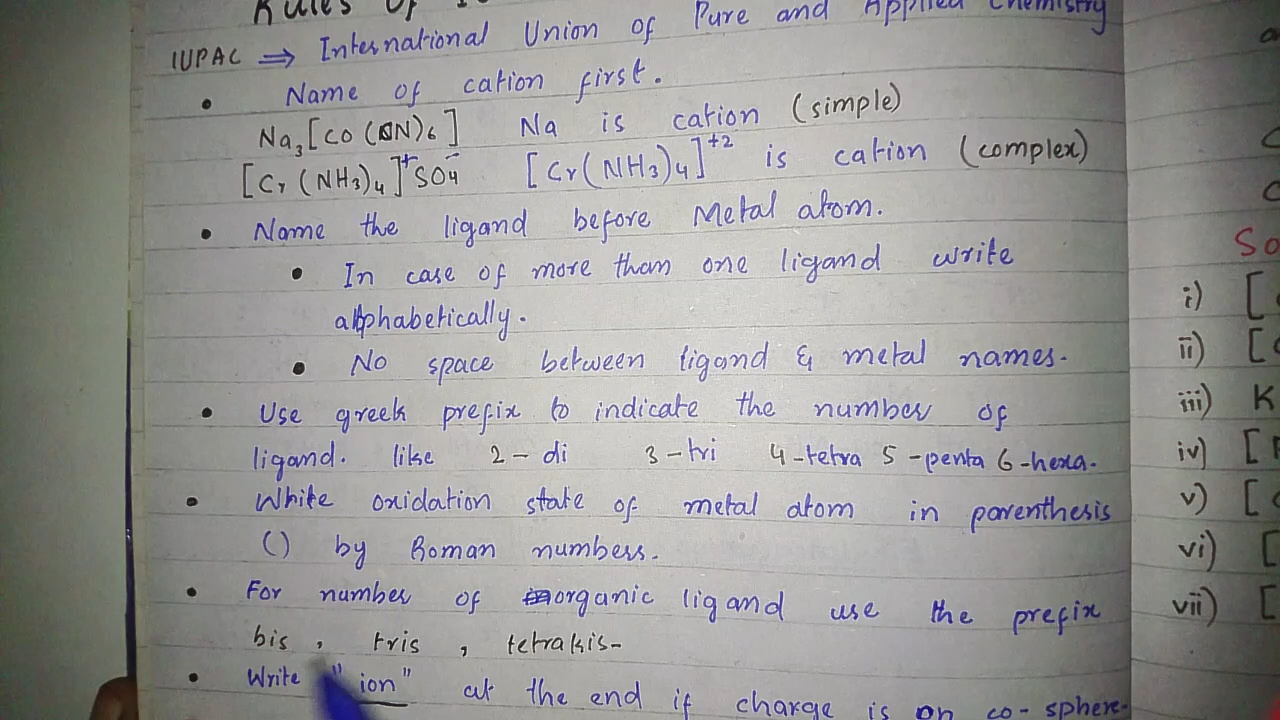 Rules of
IUPAC ⇒ International Union of Pure and Applied Chemistry
• Name of cation first.
Na₃[CO(CN)₆] Na is cation (simple)
[Cr(NH₃)₄]⁺SO₄⁻ [Cr(NH₃)₄]⁺² is cation (complex)
• Name the ligand before Metal atom.
• In case of more than one ligand write
alphabetically.
• No space between ligand & metal names.
• Use greek prefix to indicate the number of
ligand. like 2-di 3-tri 4-tetra 5-penta 6-hexa.
• White oxidation state of metal atom in parenthesis
() by Roman numbers.
• For number of organic ligand use the prefix
bis, tris, tetrakis-
• Write "ion" at the end if charge is on co-sphere.
So
i) [
ii) [
iii) K
iv) [
v) [
vi) [
vii) [